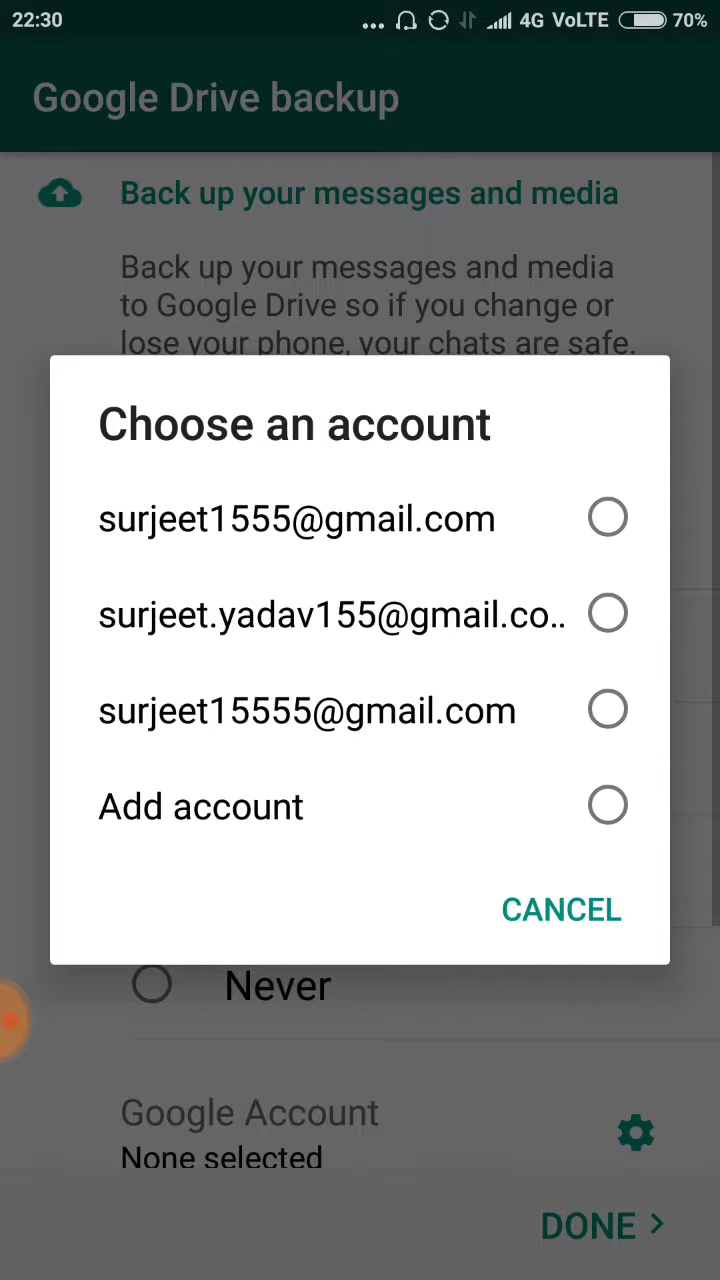 22:30
... 4G VoLTE 70%
Google Drive backup
Back up your messages and media
Back up your messages and media
to Google Drive so if you change or
lose your phone, your chats are safe.
Choose an account
surjeet1555@gmail.com
surjeet.yadav155@gmail.co..
surjeet15555@gmail.com
Add account
CANCEL
Never
Google Account
None selected
DONE >